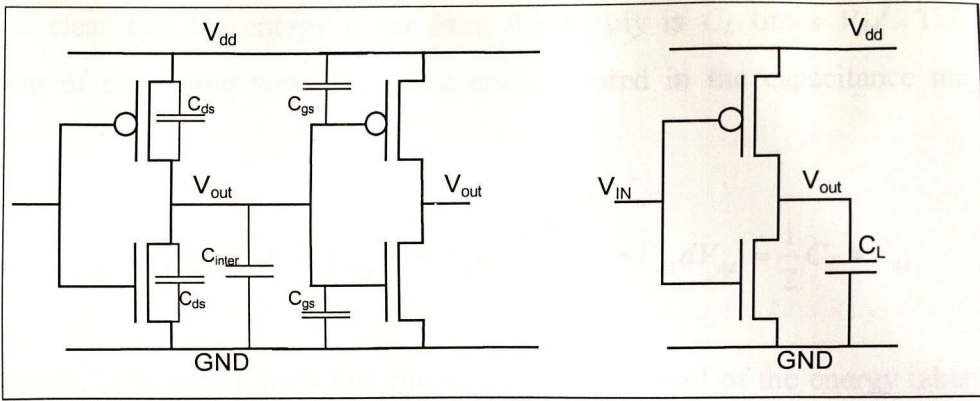 V_dd
C_ds
C_gs
V_out
V_out
C_inter
C_ds
C_gs
GND
V_dd
V_IN
V_out
C_L
GND